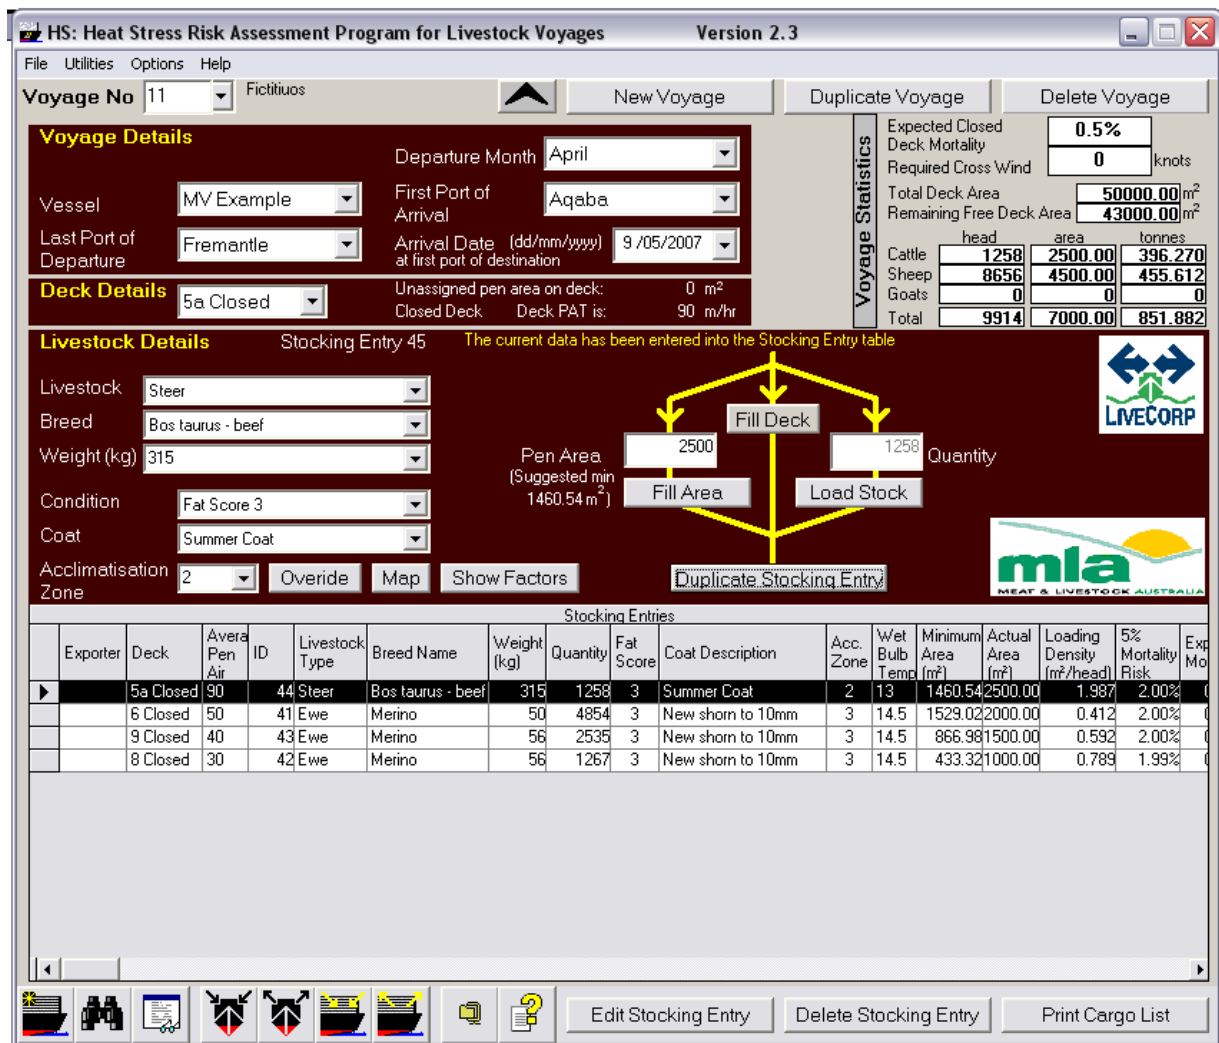 HS: Heat Stress Risk Assessment Program for Livestock Voyages Version 2.3
File Utilities Options Help
Voyage No 11 Fictitiuos New Voyage Duplicate Voyage Delete Voyage
Voyage Details
Departure Month April
Vessel MV Example
First Port of Arrival Aqaba
Last Port of Departure Fremantle
Arrival Date (dd/mm/yyyy) 9 /05/2007
at first port of destination
Voyage Statistics
Expected Closed Deck Mortality 0.5%
Required Cross Wind 0 knots
Total Deck Area 50000.00 m²
Remaining Free Deck Area 43000.00 m²
head area tonnes
Cattle 1258 2500.00 396.270
Sheep 8656 4500.00 455.612
Goats 0 0 0
Total 9914 7000.00 851.882
Deck Details 5a Closed
Unassigned pen area on deck: 0 m²
Closed Deck Deck PAT is: 90 m/hr
Livestock Details Stocking Entry 45 The current data has been entered into the Stocking Entry table
Livestock Steer
Breed Bos taurus - beef
Weight (kg) 315
Condition Fat Score 3
Coat Summer Coat
Acclimatisation Zone 2 Overide Map Show Factors
Fill Deck
Pen Area 2500
(Suggested min 1460.54 m²)
1258 Quantity
Fill Area Load Stock
Duplicate Stocking Entry
LIVECORP
mla
MEAT & LIVESTOCK AUSTRALIA
Stocking Entries
Exporter Deck Avera Pen Air ID Livestock Type Breed Name Weight (kg) Quantity Fat Score Coat Description Acc. Zone Wet Bulb Temp Minimum Area (m²) Actual Area (m²) Loading Density (m²/head) 5% Mortality Risk Exp Mo
5a Closed 90 44 Steer Bos taurus - beef 315 1258 3 Summer Coat 2 13 1460.54 2500.00 1.987 2.00%
6 Closed 50 41 Ewe Merino 50 4854 3 New shorn to 10mm 3 14.5 1529.02 2000.00 0.412 2.00%
9 Closed 40 43 Ewe Merino 56 2535 3 New shorn to 10mm 3 14.5 866.98 1500.00 0.592 2.00%
8 Closed 30 42 Ewe Merino 56 1267 3 New shorn to 10mm 3 14.5 433.32 1000.00 0.789 1.99%
Edit Stocking Entry Delete Stocking Entry Print Cargo List